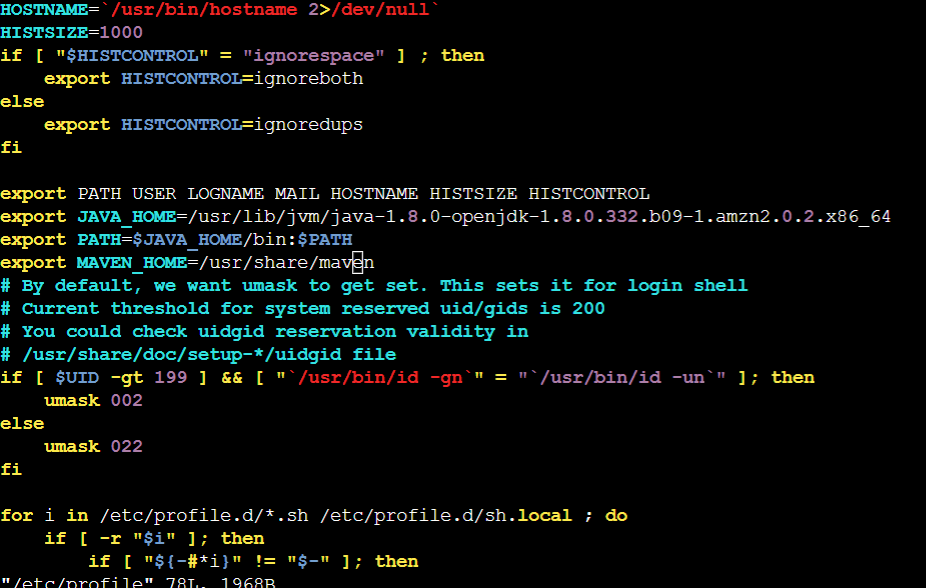 HOSTNAME=`/usr/bin/hostname 2>/dev/null`
HISTSIZE=1000
if [ "$HISTCONTROL" = "ignorespace" ] ; then
    export HISTCONTROL=ignoreboth
else
    export HISTCONTROL=ignoredups
fi

export PATH USER LOGNAME MAIL HOSTNAME HISTSIZE HISTCONTROL
export JAVA_HOME=/usr/lib/jvm/java-1.8.0-openjdk-1.8.0.332.b09-1.amzn2.0.2.x86_64
export PATH=$JAVA_HOME/bin:$PATH
export MAVEN_HOME=/usr/share/maven
# By default, we want umask to get set. This sets it for login shell
# Current threshold for system reserved uid/gids is 200
# You could check uidgid reservation validity in
# /usr/share/doc/setup-*/uidgid file
if [ $UID -gt 199 ] && [ "`/usr/bin/id -gn`" = "`/usr/bin/id -un`" ]; then
    umask 002
else
    umask 022
fi

for i in /etc/profile.d/*.sh /etc/profile.d/sh.local ; do
    if [ -r "$i" ]; then
        if [ "${-#*i}" != "$-" ]; then
"/etc/profile" 78L, 1968B